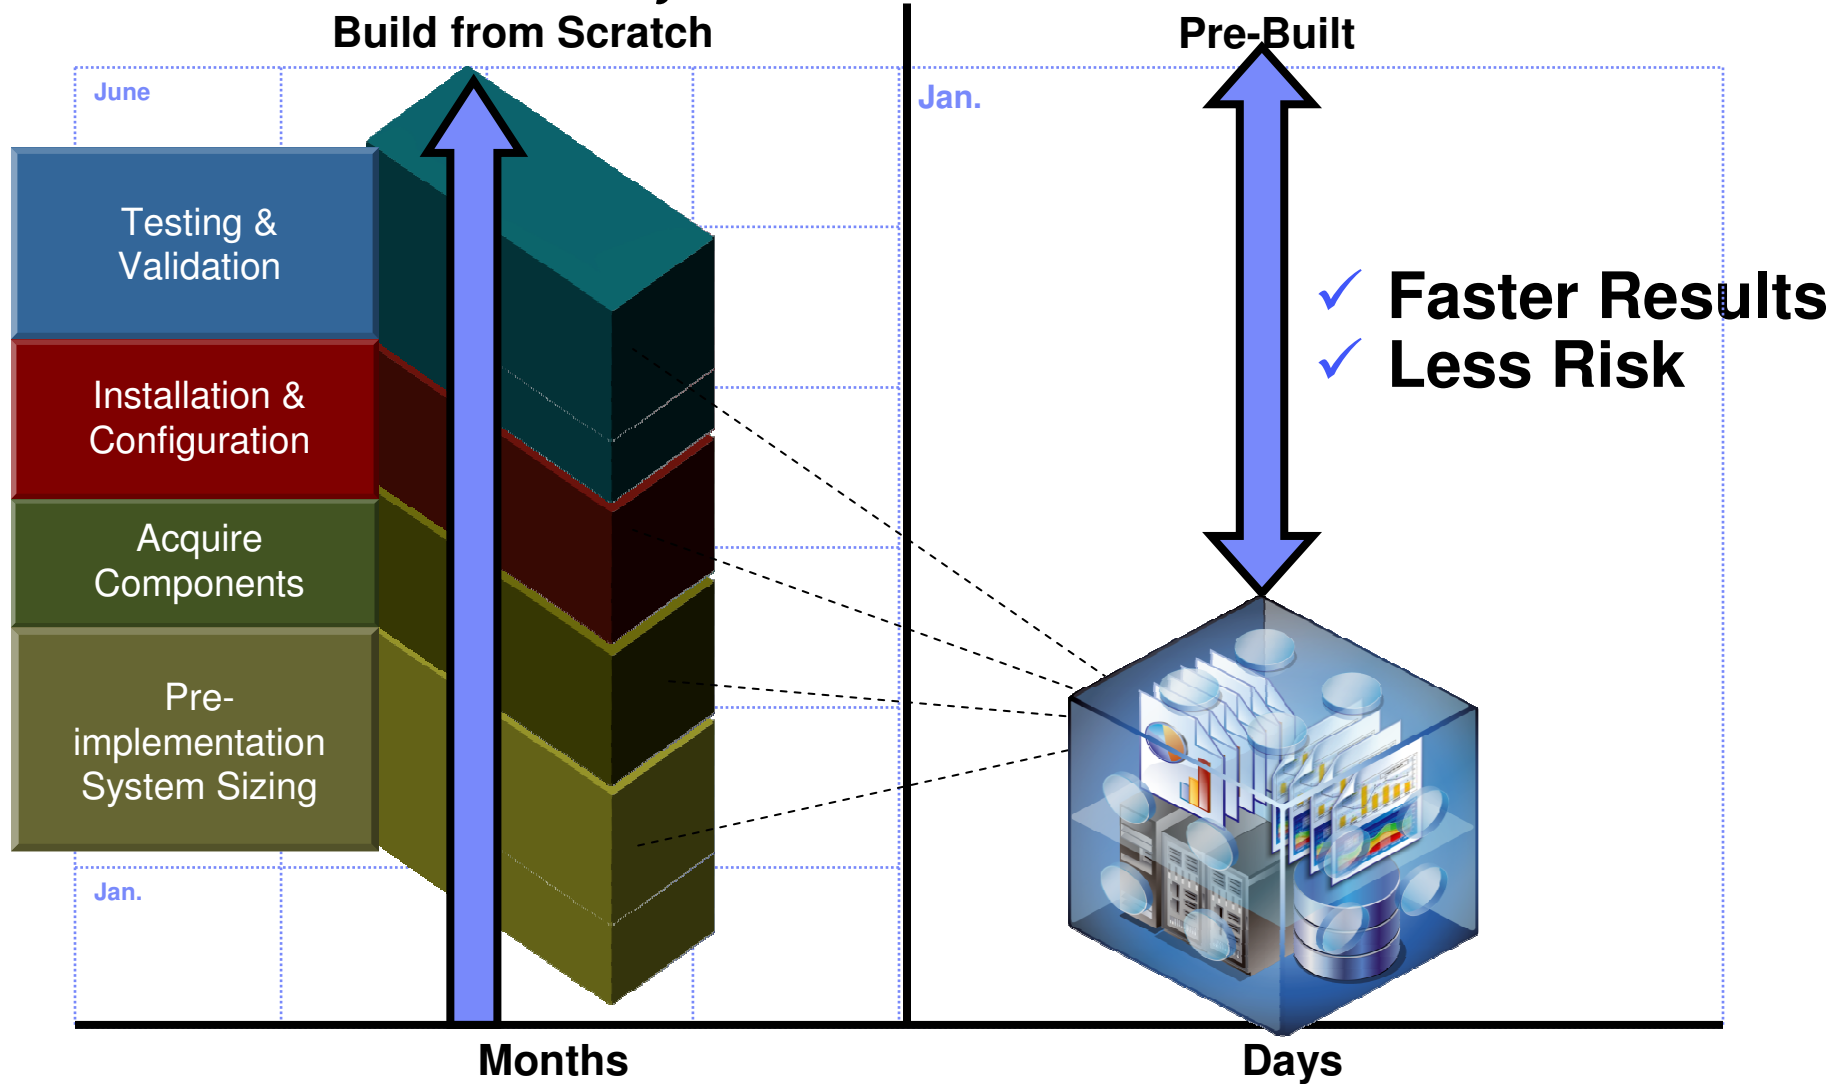 Build from Scratch
Pre-Built
June
Jan.
Testing &
Validation
Installation &
Configuration
Acquire
Components
Pre-
implementation
System Sizing
Jan.
✓ Faster Results
✓ Less Risk
Months
Days